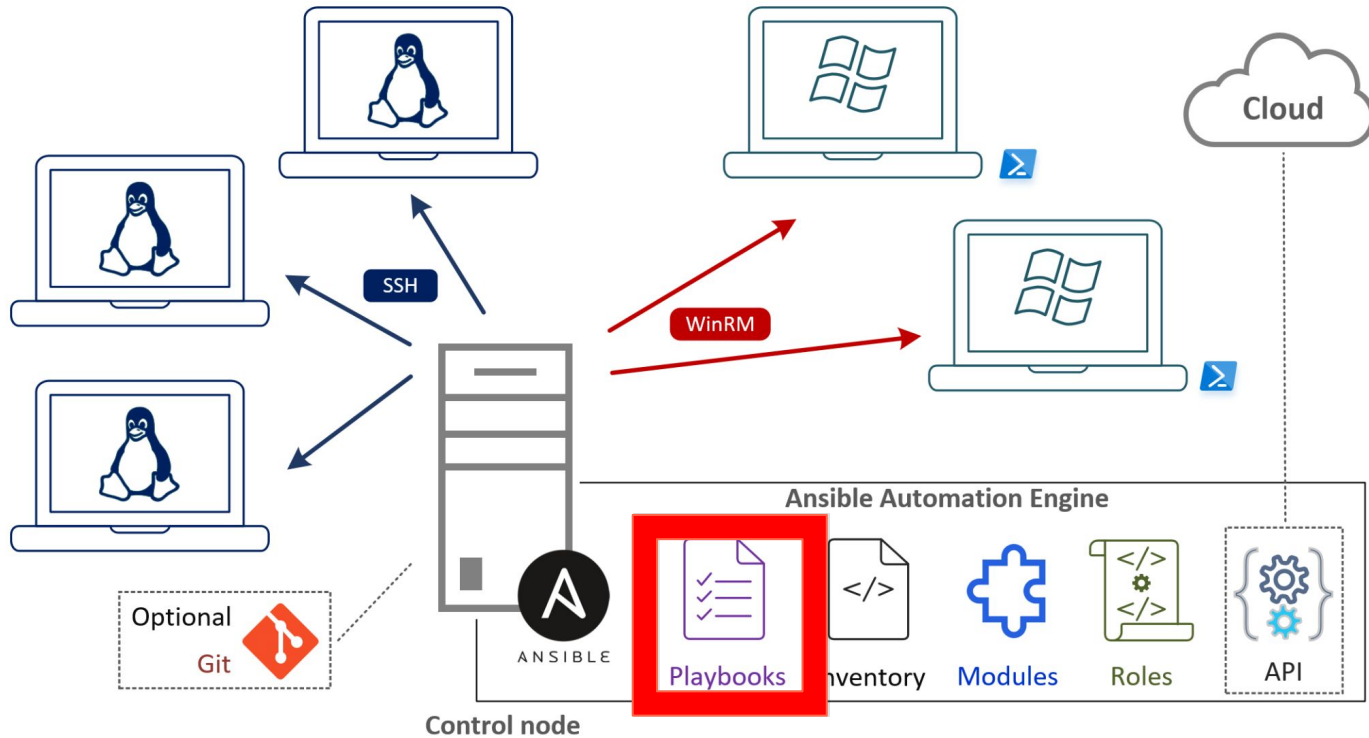 Cloud
SSH
WinRM
Ansible Automation Engine
</>
</>
</>
Optional
Git
ANSIBLE
Playbooks
nventory
Modules
Roles
API
Control node